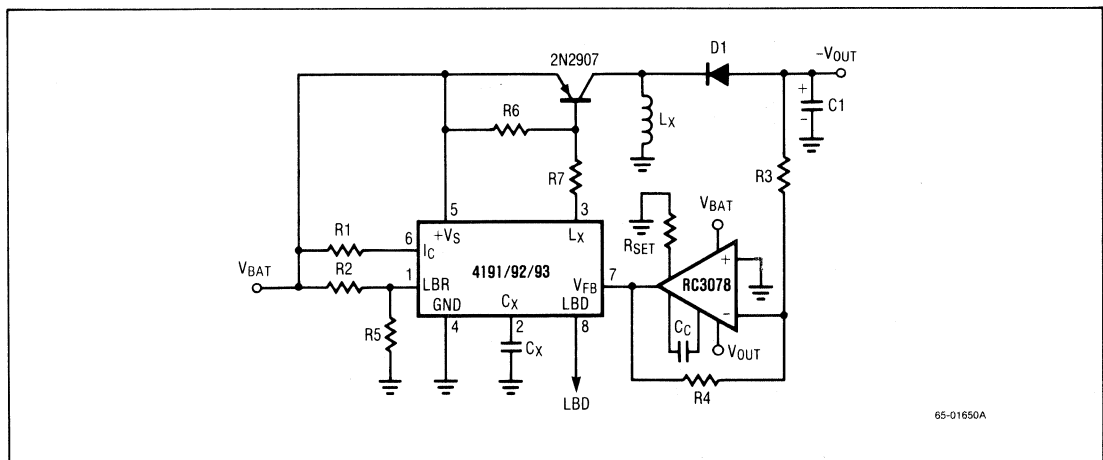 2N2907
D1
-VOUT
+
C1
-
R6
LX
R3
R7
VBAT
5
3
RSET
R1
6
+VS
LX
+
IC
VBAT
R2
4191/92/93
7
RC3078
1
LBR
VFB
GND
CX
LBD
-
R5
4
2
8
CC
VOUT
CX
R4
LBD
65-01650A